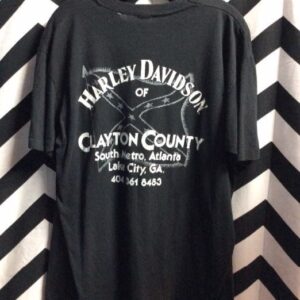 HARLEY DAVIDSON
OF
CLAYTON COUNTY
South Metro, Atlanta
Lake City, GA.
404 361 8483